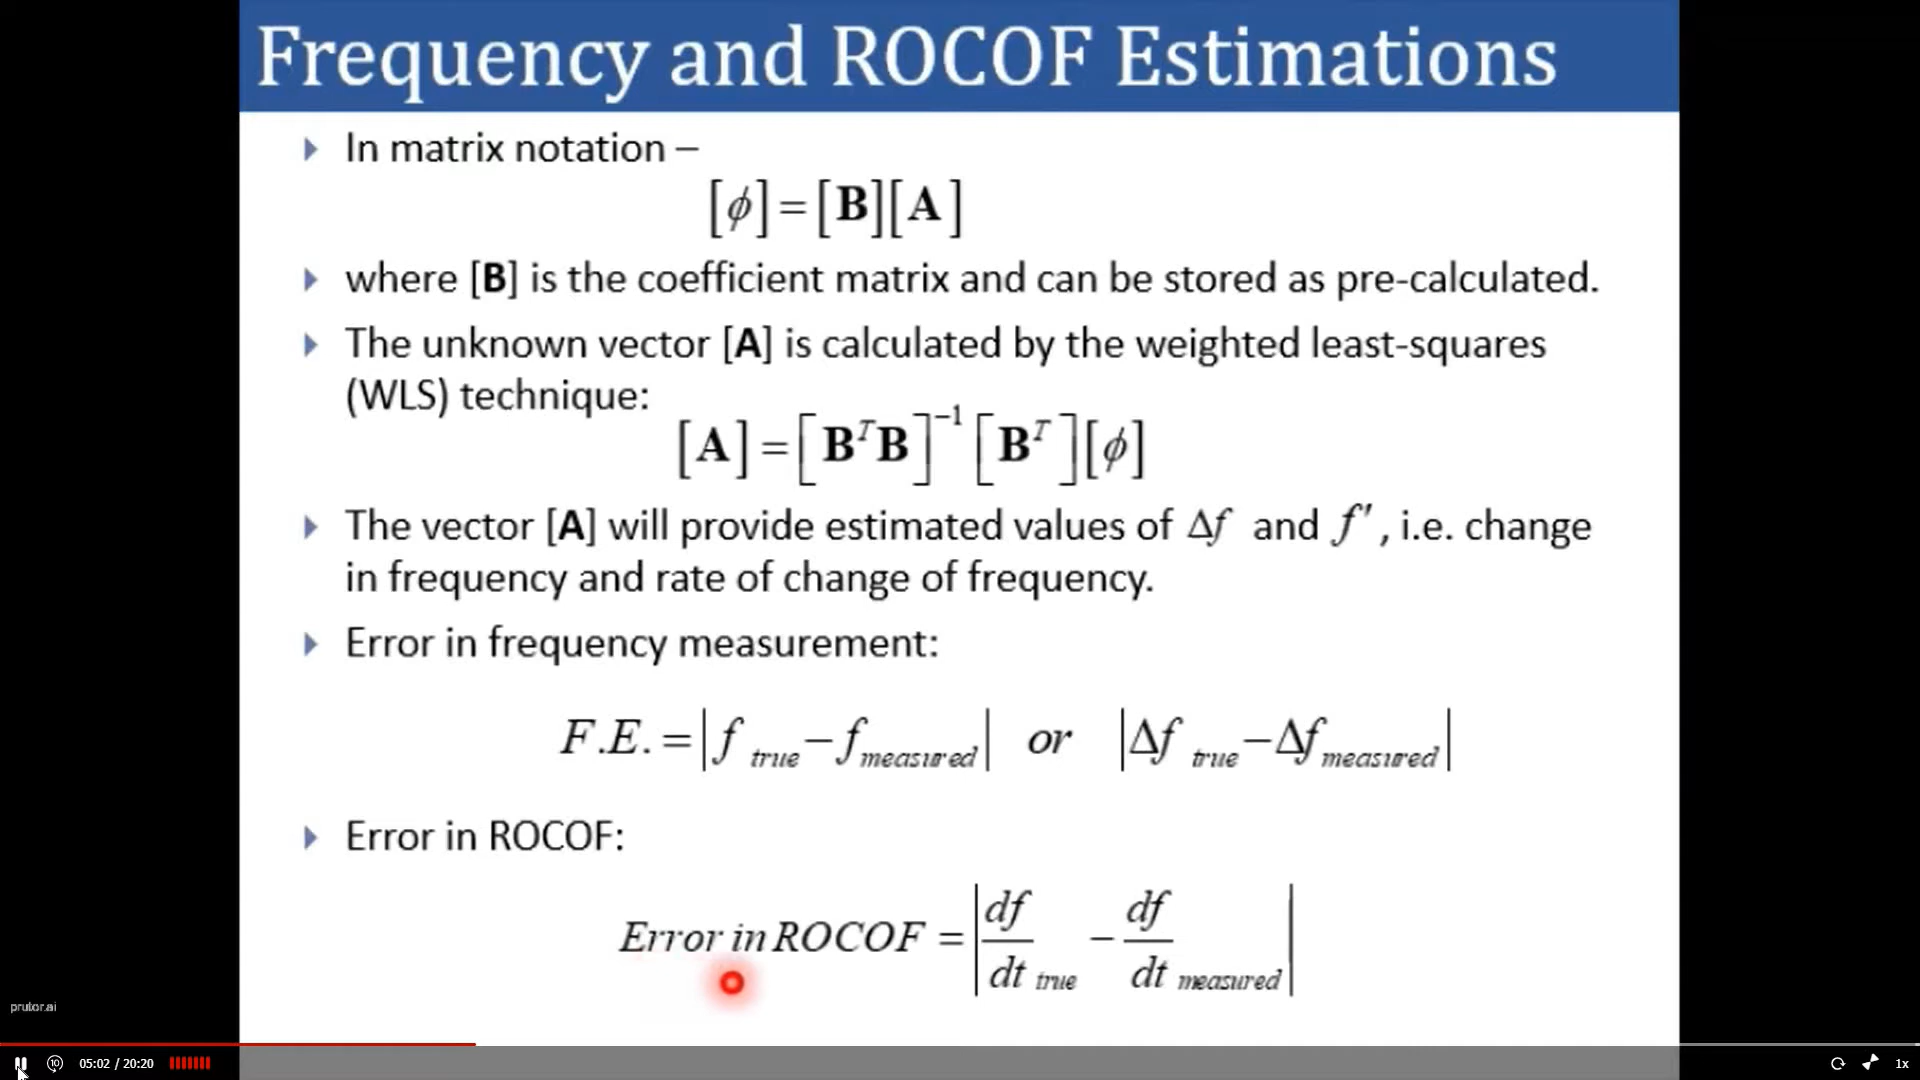 Frequency and ROCOF Estimations
In matrix notation –
[ϕ] = [B][A]
where [B] is the coefficient matrix and can be stored as pre-calculated.
The unknown vector [A] is calculated by the weighted least-squares
(WLS) technique:
[A] = [BᵀB]⁻¹ [Bᵀ][ϕ]
The vector [A] will provide estimated values of Δf and f′, i.e. change
in frequency and rate of change of frequency.
Error in frequency measurement:
F.E. = |f true − f measured| or |Δf true − Δf measured|
Error in ROCOF:
Error in ROCOF = |df/dt true − df/dt measured|
prutor.ai
10 05:02 / 20:20 1x